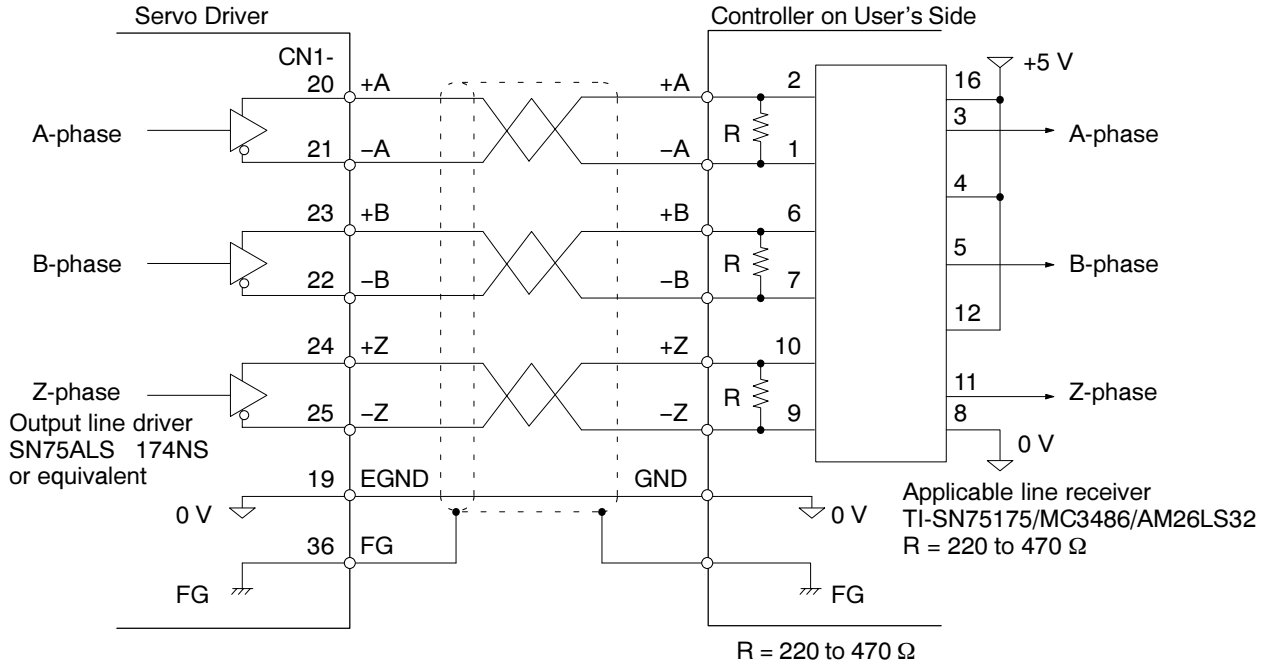 Servo Driver
Controller on User's Side
CN1-
+5 V
20 +A +A 2 16
A-phase R 3 A-phase
21 −A −A 1
4
23 +B +B 6
B-phase R 5 B-phase
22 −B −B 7
12
24 +Z +Z 10
Z-phase R 11 Z-phase
25 −Z −Z 9 8
Output line driver
SN75ALS 174NS
or equivalent
0 V
19 EGND GND
0 V 0 V
Applicable line receiver
TI-SN75175/MC3486/AM26LS32
R = 220 to 470 Ω
36 FG
FG FG
R = 220 to 470 Ω